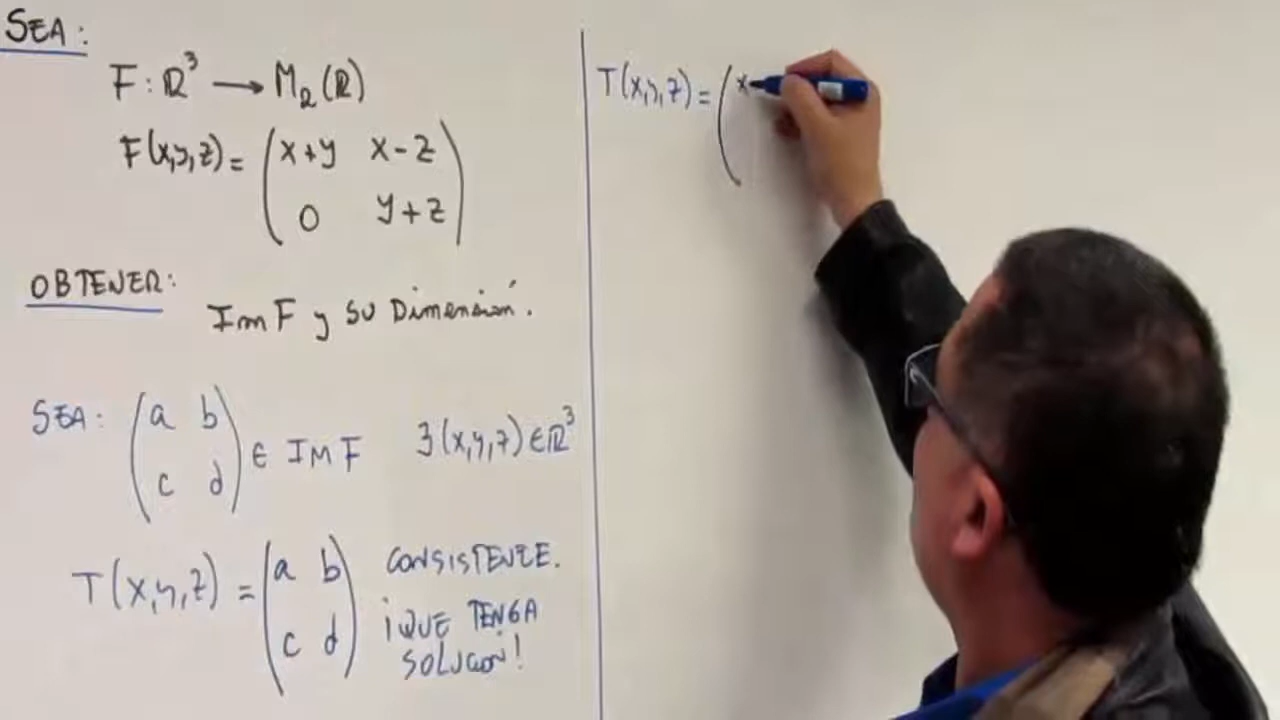 SEA:
F: ℝ³ → M₂(ℝ)
F(x,y,z) = (x+y x-z
0 y+z)
OBTENER:
Im F y su Dimensión.
SEA: (a b
c d) ∈ IM F ∃(x,y,z)∈ℝ³
T(x,y,z) = (a b
c d) CONSISTENTE.
¡QUE TENGA
SOLUCIÓN!
T(x,y,z) = (x